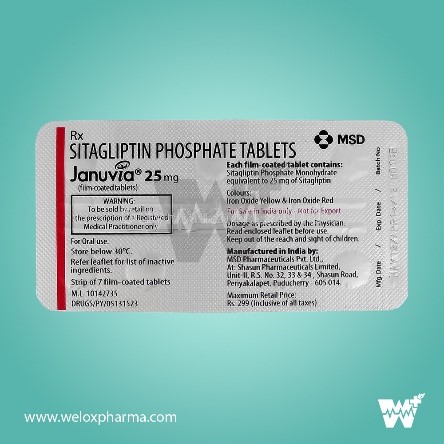 Rx
SITAGLIPTIN PHOSPHATE TABLETS
Januvia® 25 mg
(film-coated tablets)
WARNING:
To be sold by retail on
the prescription of a Registered
Medical Practitioner only
For Oral use.
Store below 30°C.
Refer leaflet for list of inactive
ingredients.
Strip of 7 film-coated tablets
M.L. 10142735
DRUGS/PY/DS131523
MSD
Each film-coated tablet contains:
Sitagliptin Phosphate Monohydrate
equivalent to 25 mg of Sitagliptin
Colours:
Iron Oxide Yellow & Iron Oxide Red
For Sale in India only - Not for Export
Dosage as prescribed by the Physician.
Read enclosed leaflet before use.
Keep out of the reach and sight of children.
Manufactured in India by:
MSD Pharmaceuticals Pvt. Ltd.,
At: Shasun Pharmaceuticals Limited,
Unit-II, R.S. No. 32, 33 & 34, Shasun Road,
Periyakalapet, Puducherry - 605 014.
Maximum Retail Price:
Rs. 299 (Inclusive of all taxes)
Mfg. Date / Exp. Date / Batch No.
www.weloxpharma.com